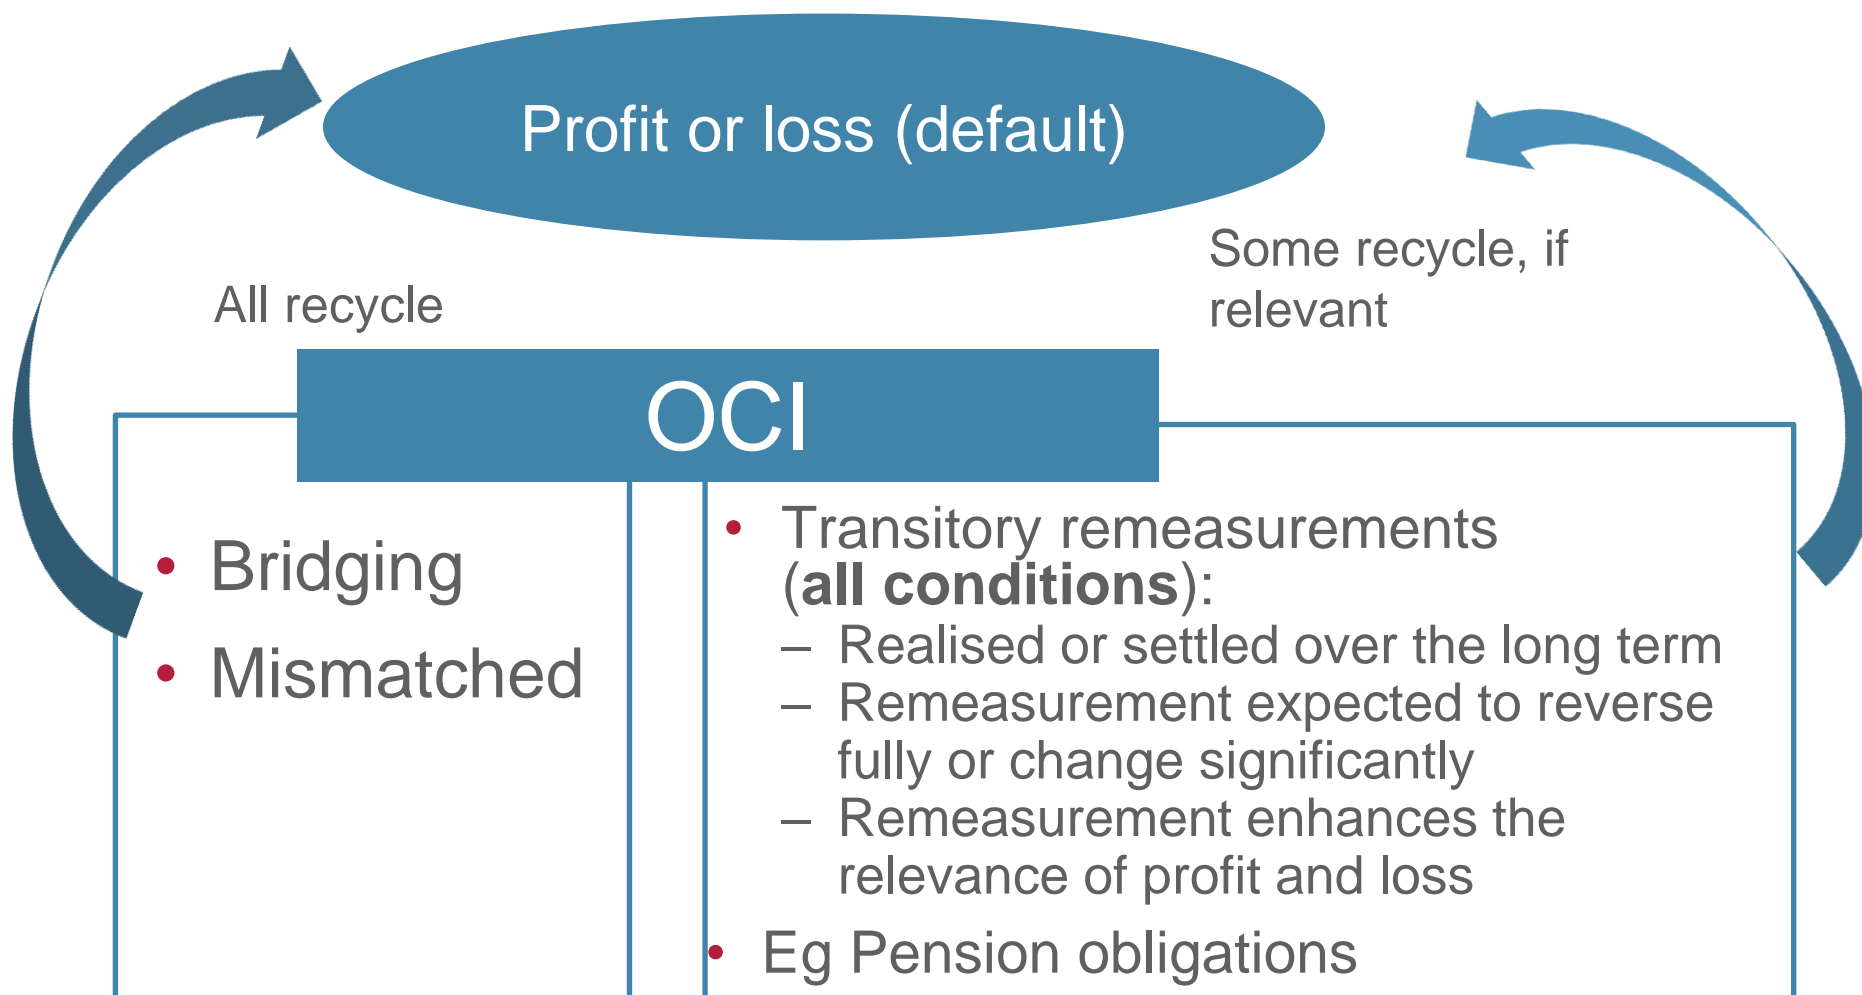 Profit or loss (default)
All recycle
Some recycle, if
relevant
OCI
• Bridging
• Mismatched
• Transitory remeasurements
(all conditions):
– Realised or settled over the long term
– Remeasurement expected to reverse
fully or change significantly
– Remeasurement enhances the
relevance of profit and loss
• Eg Pension obligations